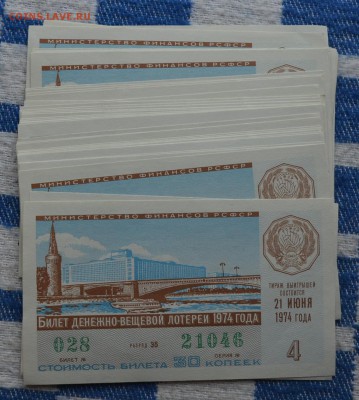 COINS.LAVE.RU
МИНИСТЕРСТВО ФИНАНСОВ РСФСР
МИНИСТЕРСТВО ФИНАНСОВ РСФСР
МИНИСТЕРСТВО ФИНАНСОВ РСФСР
МИНИСТЕРСТВО ФИНАНСОВ РСФСР
ТИРАЖ ВЫИГРЫШЕЙ
СОСТОИТСЯ
21 ИЮНЯ
1974 ГОДА
БИЛЕТ ДЕНЕЖНО-ВЕЩЕВОЙ ЛОТЕРЕИ 1974 ГОДА
028 РАЗРЯД 35 21046
БИЛЕТ № СЕРИЯ №
4
СТОИМОСТЬ БИЛЕТА 30 КОПЕЕК